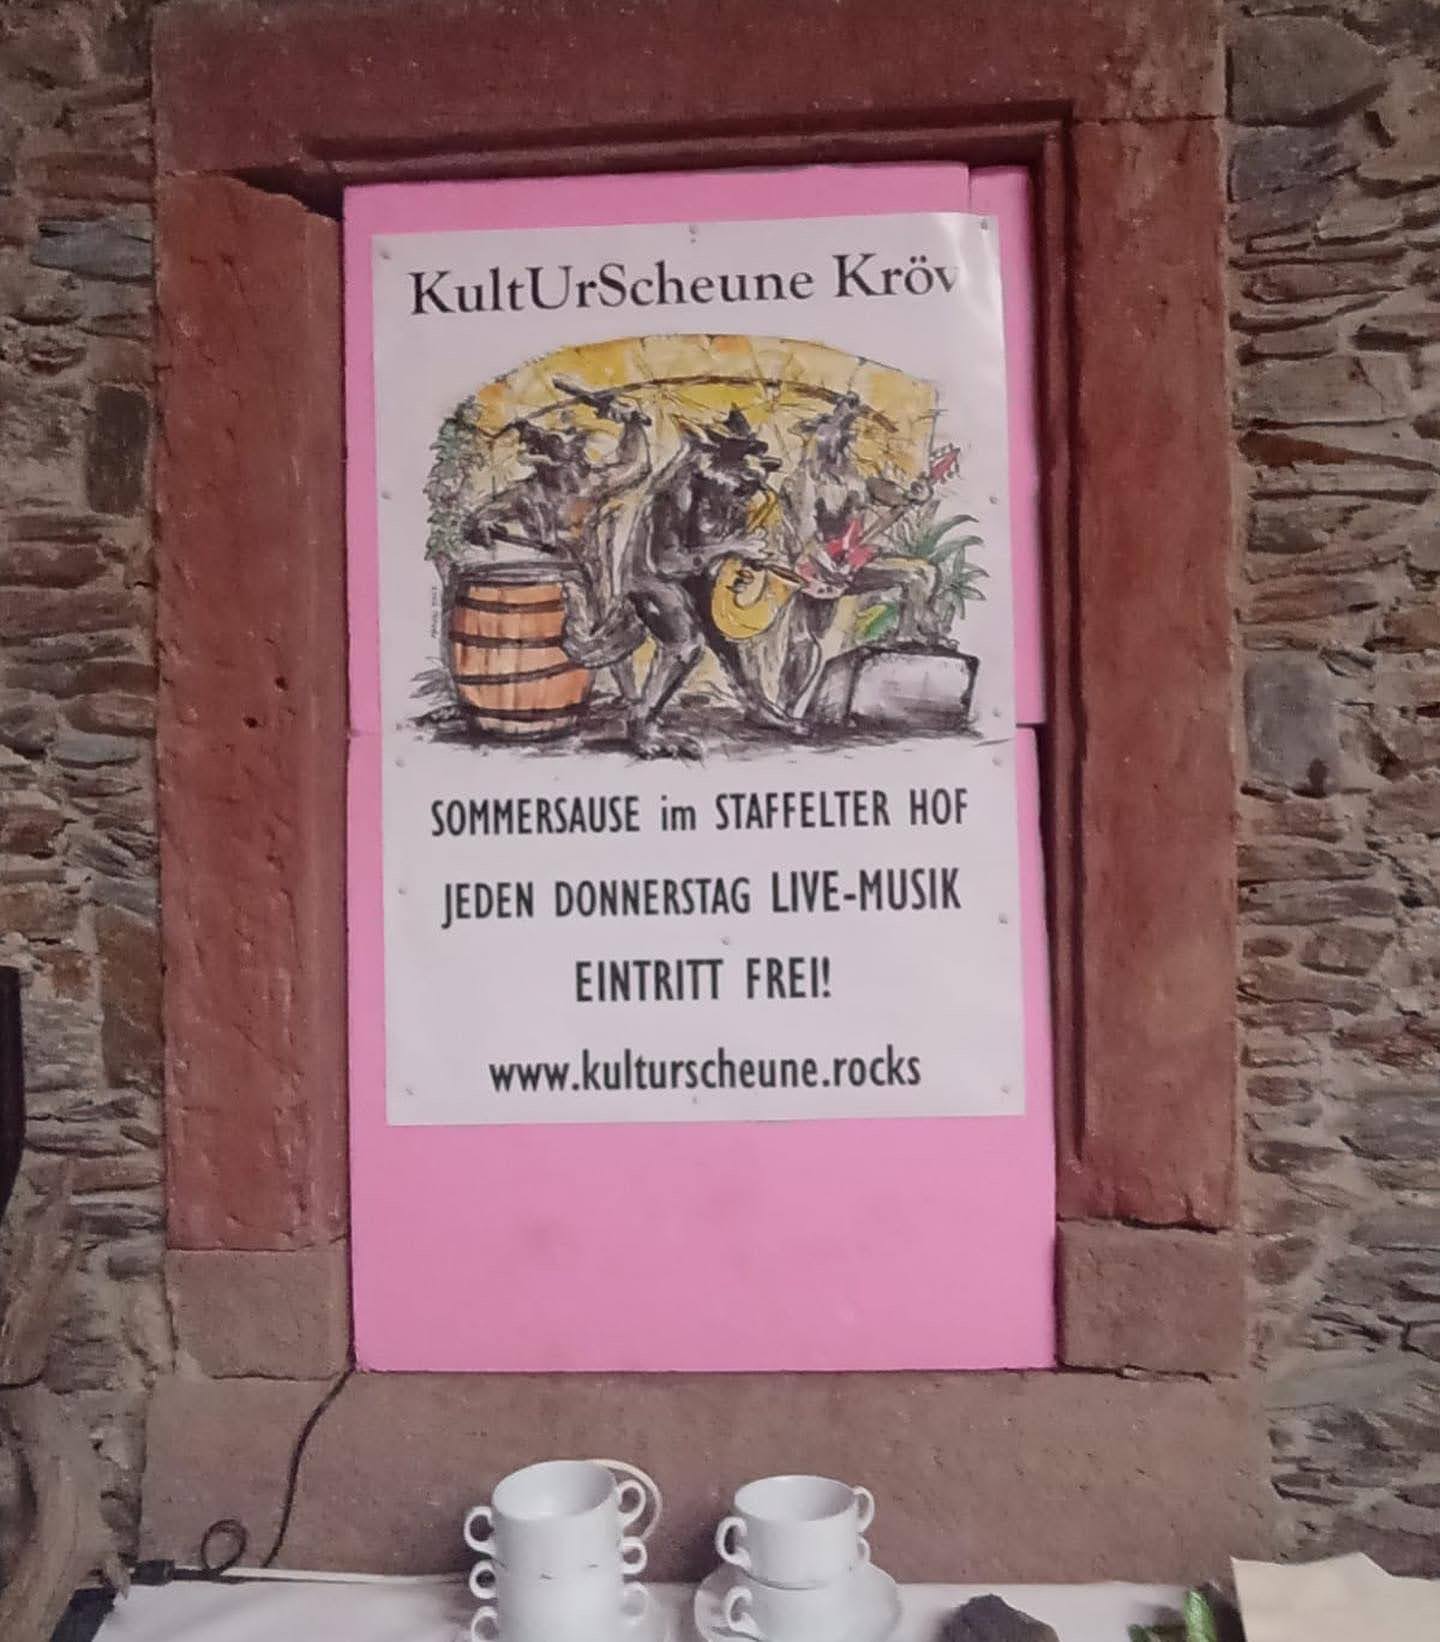 KultUrScheune Kröv
SOMMERSAUSE im STAFFELTER HOF
JEDEN DONNERSTAG LIVE-MUSIK
EINTRITT FREI!
www.kulturscheune.rocks